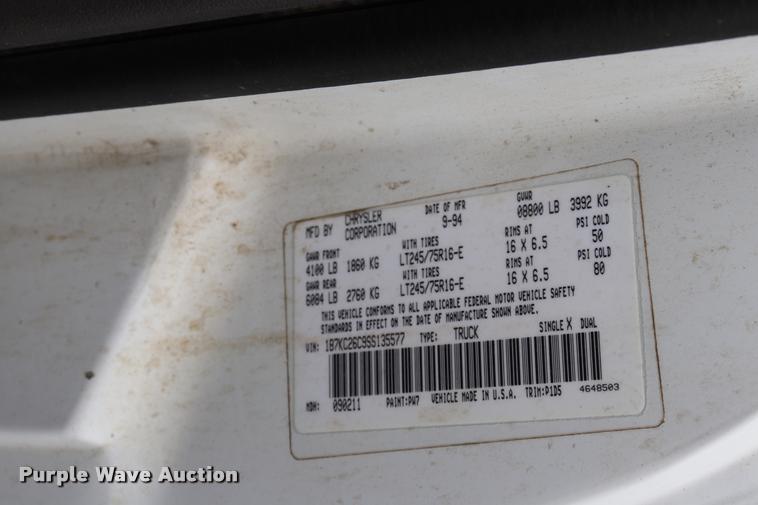 MFD BY CHRYSLER CORPORATION DATE OF MFR 9-94 GVWR 08800 LB 3992 KG
GAWR FRONT WITH TIRES RIMS AT PSI COLD
4100 LB 1860 KG LT245/75R16-E 16 X 6.5 50
GAWR REAR WITH TIRES RIMS AT PSI COLD
6084 LB 2760 KG LT245/75R16-E 16 X 6.5 80
THIS VEHICLE CONFORMS TO ALL APPLICABLE FEDERAL MOTOR VEHICLE SAFETY
STANDARDS IN EFFECT ON THE DATE OF MANUFACTURE SHOWN ABOVE.
VIN: 1B7KC26C9SS135577 TYPE: TRUCK SINGLE X DUAL
MDH: 090211 PAINT:PW7 VEHICLE MADE IN U.S.A. TRIM:P1D5 4648503
Purple Wave Auction